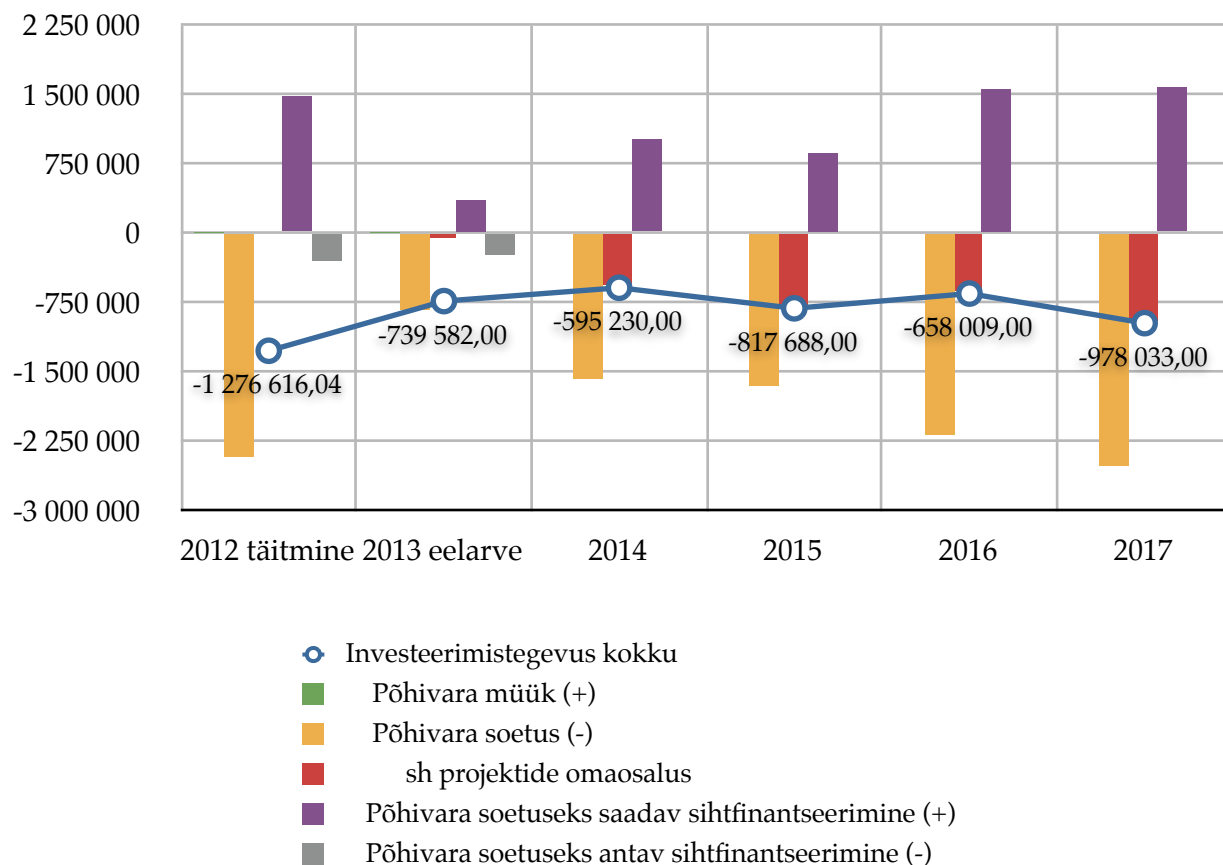 2 250 000
1 500 000
750 000
0
-750 000
-1 500 000
-2 250 000
-3 000 000
-1 276 616,04
-739 582,00
-595 230,00
-817 688,00
-658 009,00
-978 033,00
2012 täitmine 2013 eelarve 2014 2015 2016 2017
Investeerimistegevus kokku
Põhivara müük (+)
Põhivara soetus (-)
sh projektide omaosalus
Põhivara soetuseks saadav sihtfinantseerimine (+)
Põhivara soetuseks antav sihtfinantseerimine (-)